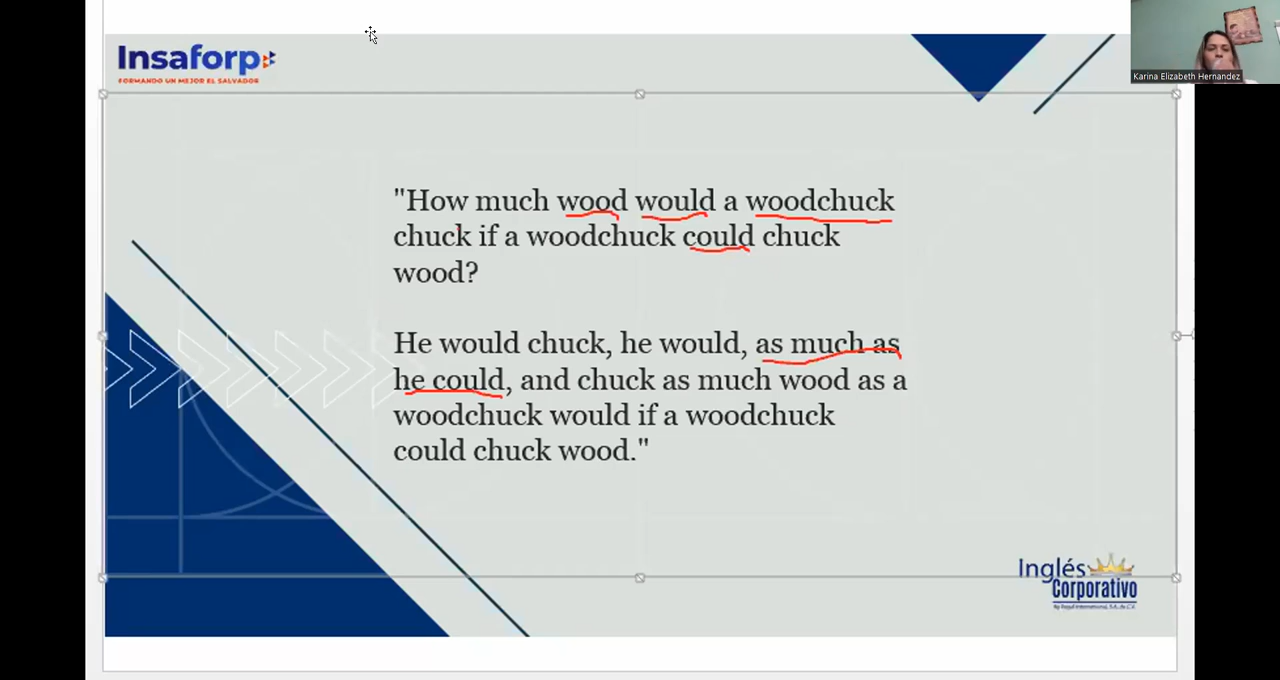 Insaforp
FORMANDO UN MEJOR EL SALVADOR
Karina Elizabeth Hernandez
"How much wood would a woodchuck
chuck if a woodchuck could chuck
wood?
He would chuck, he would, as much as
he could, and chuck as much wood as a
woodchuck would if a woodchuck
could chuck wood."
Inglés
Corporativo